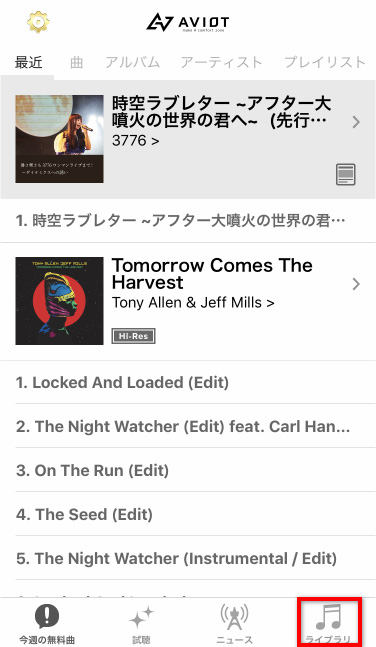 AVIOT
make A comfort zone
最近 曲 アルバム アーティスト プレイリスト
時空ラブレター ~アフター大
噴火の世界の君へ~ (先行…
3776 >
1. 時空ラブレター ~アフター大噴火の世界の君…
TONY ALLEN JEFF MILLS
Tomorrow Comes The
Harvest
Tony Allen & Jeff Mills >
Hi-Res
1. Locked And Loaded (Edit)
2. The Night Watcher (Edit) feat. Carl Han...
3. On The Run (Edit)
4. The Seed (Edit)
5. The Night Watcher (Instrumental / Edit)
今週の無料曲 試聴 ニュース ライブラリ